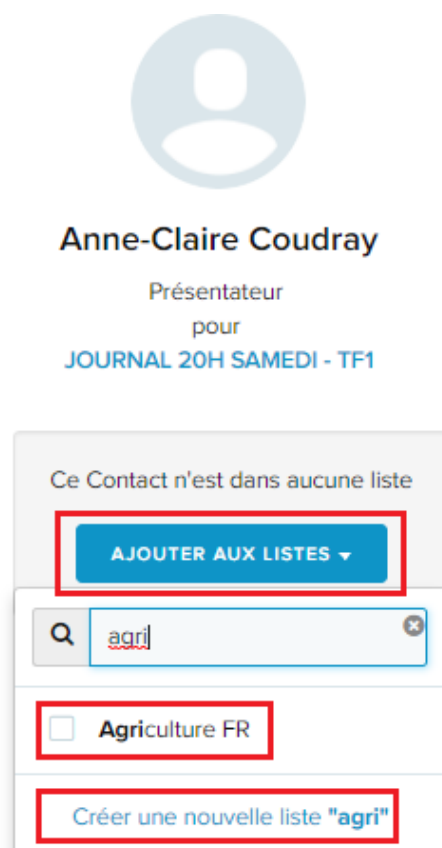 Anne-Claire Coudray
Présentateur
pour
JOURNAL 20H SAMEDI - TF1
Ce Contact n'est dans aucune liste
AJOUTER AUX LISTES
agri
Agriculture FR
Créer une nouvelle liste "agri"